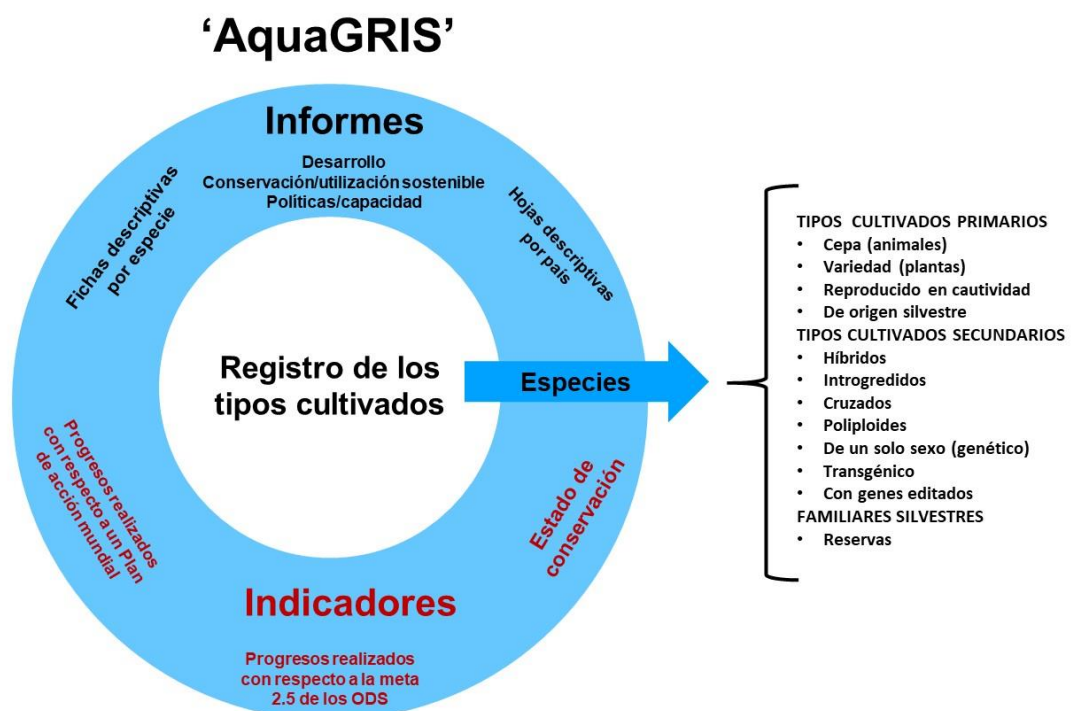 ‘AquaGRIS’
Informes
Desarrollo
Conservación/utilización sostenible
Políticas/capacidad
Fichas descriptivas
por especie
Hojas descriptivas
por país
Registro de los
tipos cultivados
Especies
Progresos realizados
con respecto a un Plan
de acción mundial
Estado de
conservación
Indicadores
Progresos realizados
con respecto a la meta
2.5 de los ODS
TIPOS CULTIVADOS PRIMARIOS
• Cepa (animales)
• Variedad (plantas)
• Reproducido en cautividad
• De origen silvestre
TIPOS CULTIVADOS SECUNDARIOS
• Híbridos
• Introgredidos
• Cruzados
• Poliploides
• De un solo sexo (genético)
• Transgénico
• Con genes editados
FAMILIARES SILVESTRES
• Reservas